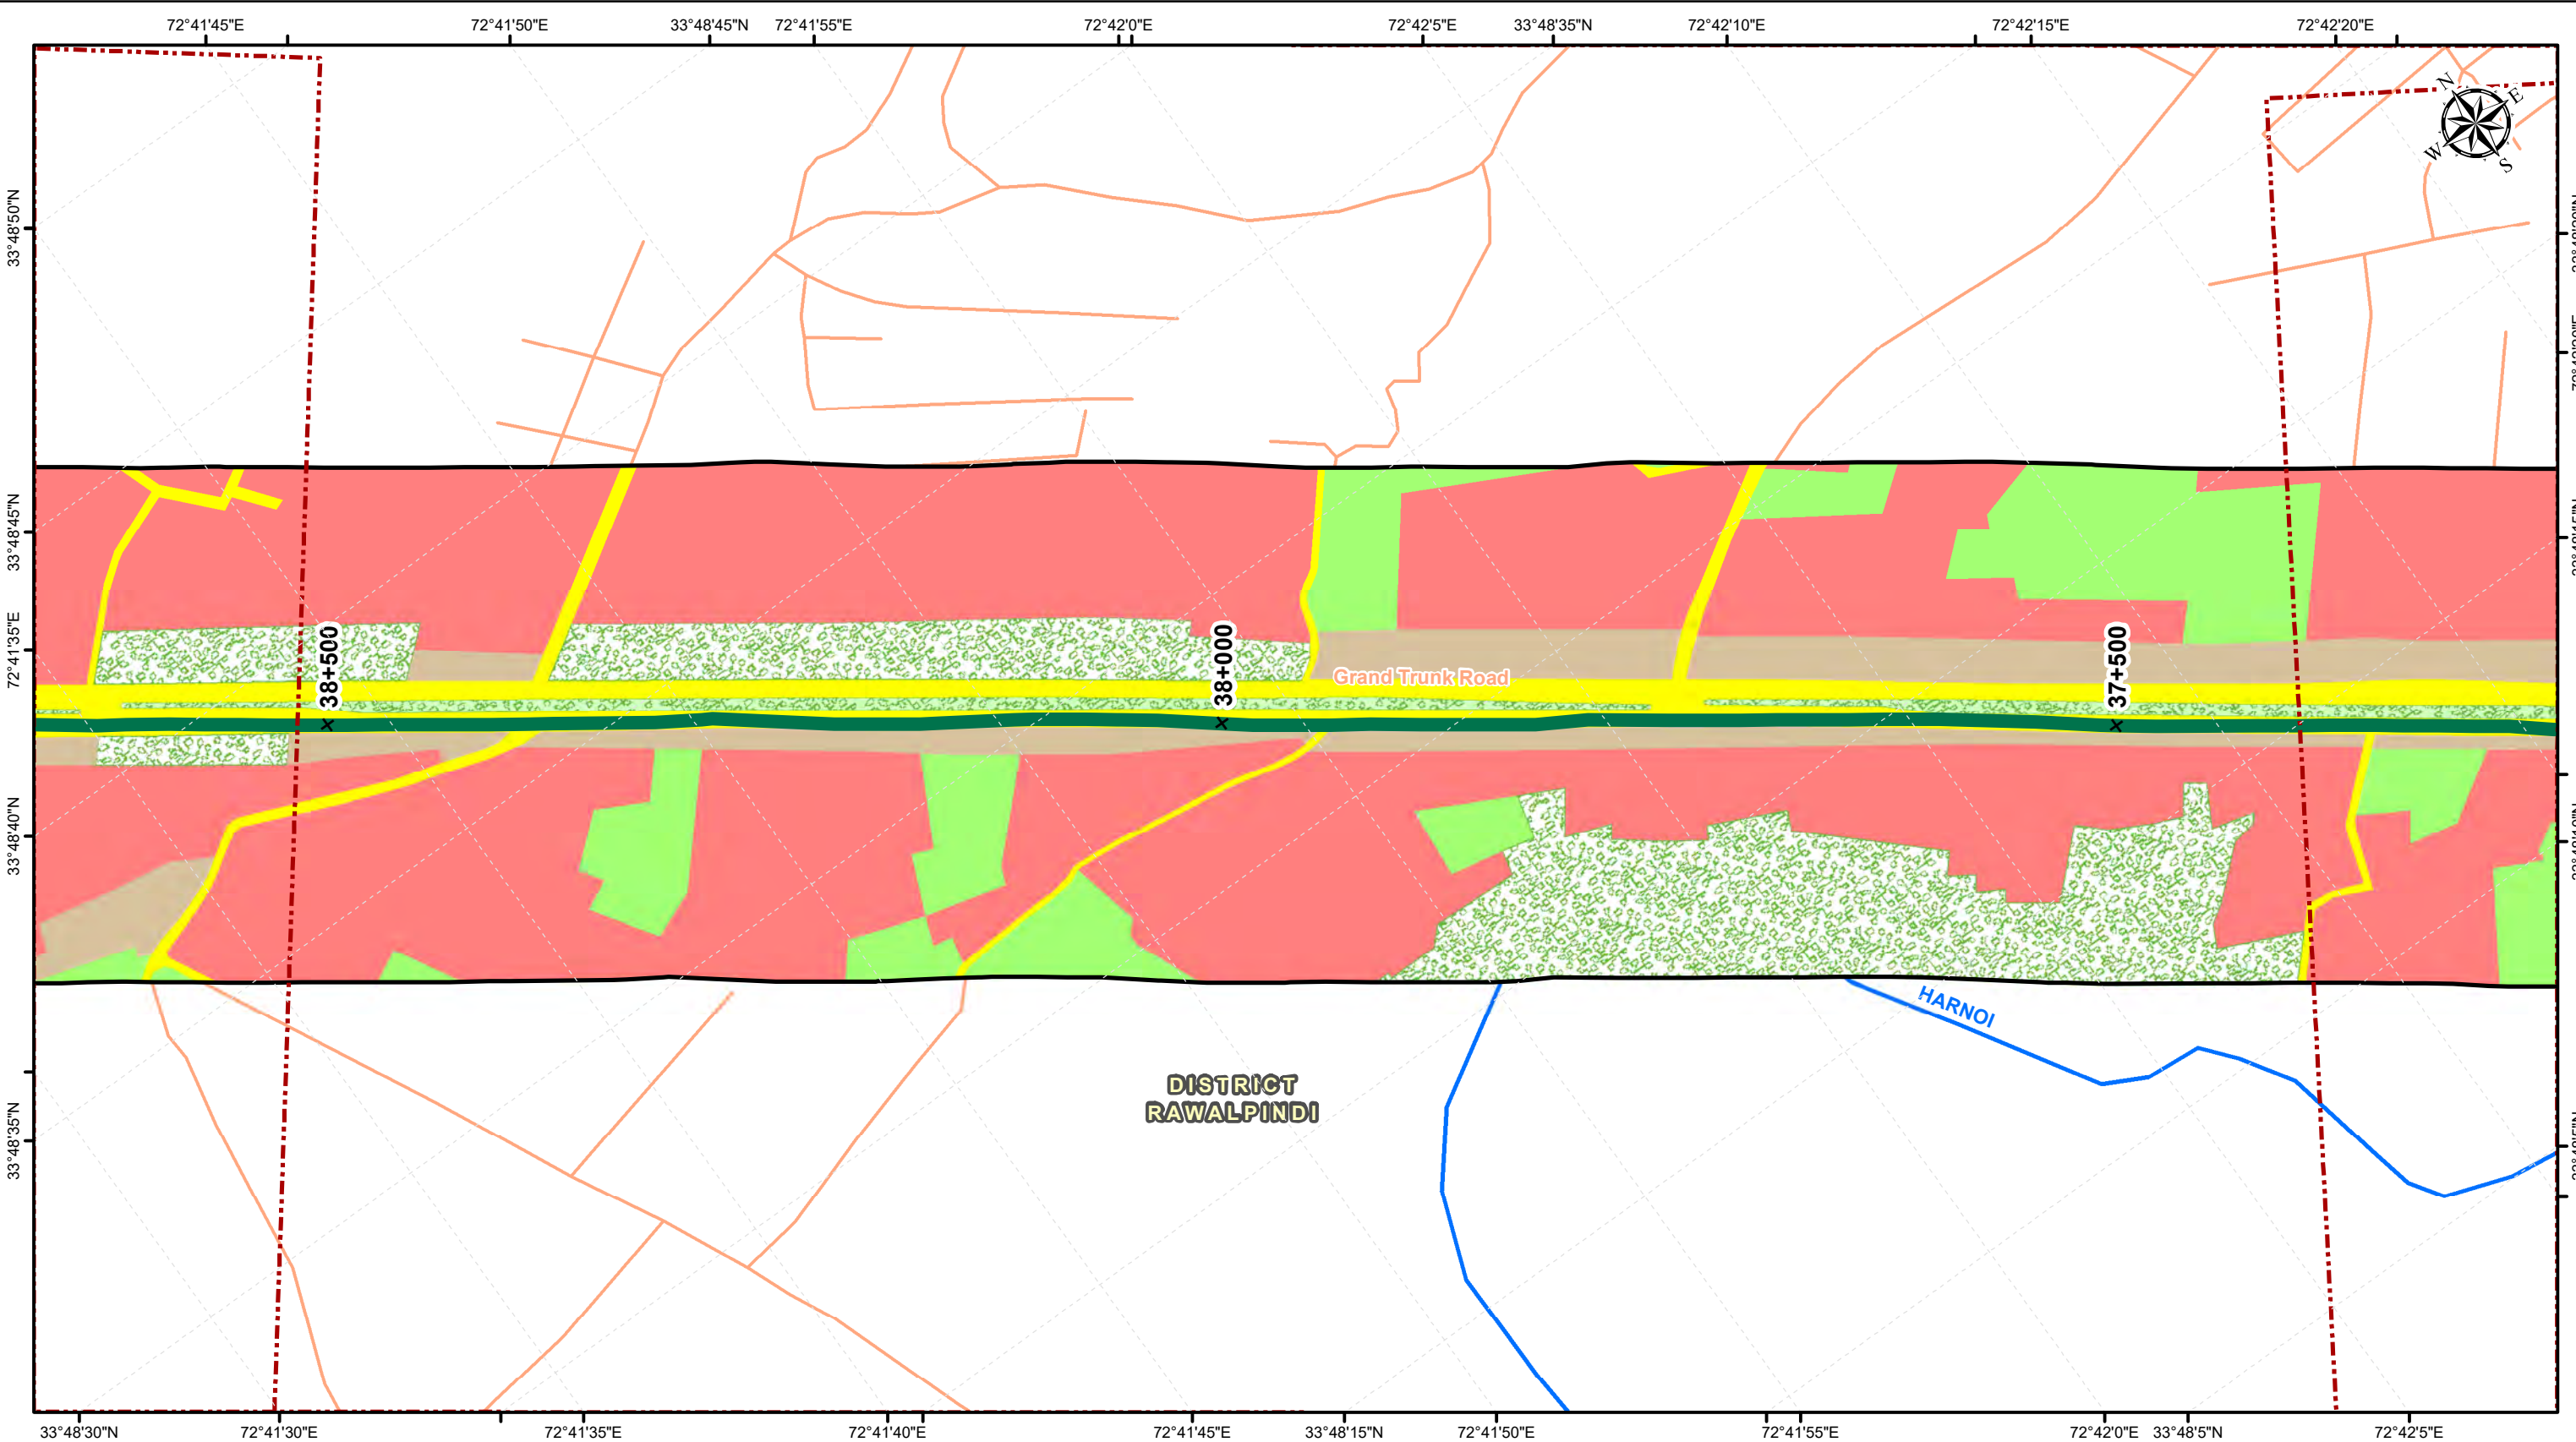 72°41'45"E
72°41'50"E
33°48'45"N
72°41'55"E
72°42'0"E
72°42'5"E
33°48'35"N
72°42'10"E
72°42'15"E
72°42'20"E
N
E
W
S
33°48'50"N
33°48'45"N
72°41'35"E
33°48'40"N
33°48'35"N
38+500
38+000
37+500
Grand Trunk Road
HARNOI
DISTRICT
RAWALPINDI
33°48'30"N
72°41'30"E
72°41'35"E
72°41'40"E
72°41'45"E
33°48'15"N
72°41'50"E
72°41'55"E
72°42'0"E
33°48'5"N
72°42'5"E